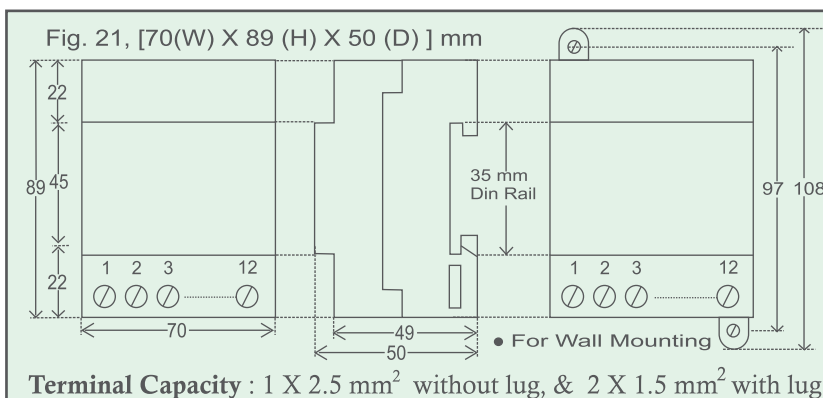 Fig. 21, [70(W) X 89 (H) X 50 (D) ] mm
22
89
45
35 mm
Din Rail
97
108
22
1 2 3 12
1 2 3 12
70
49
50
● For Wall Mounting
Terminal Capacity : 1 X 2.5 mm² without lug, & 2 X 1.5 mm² with lug